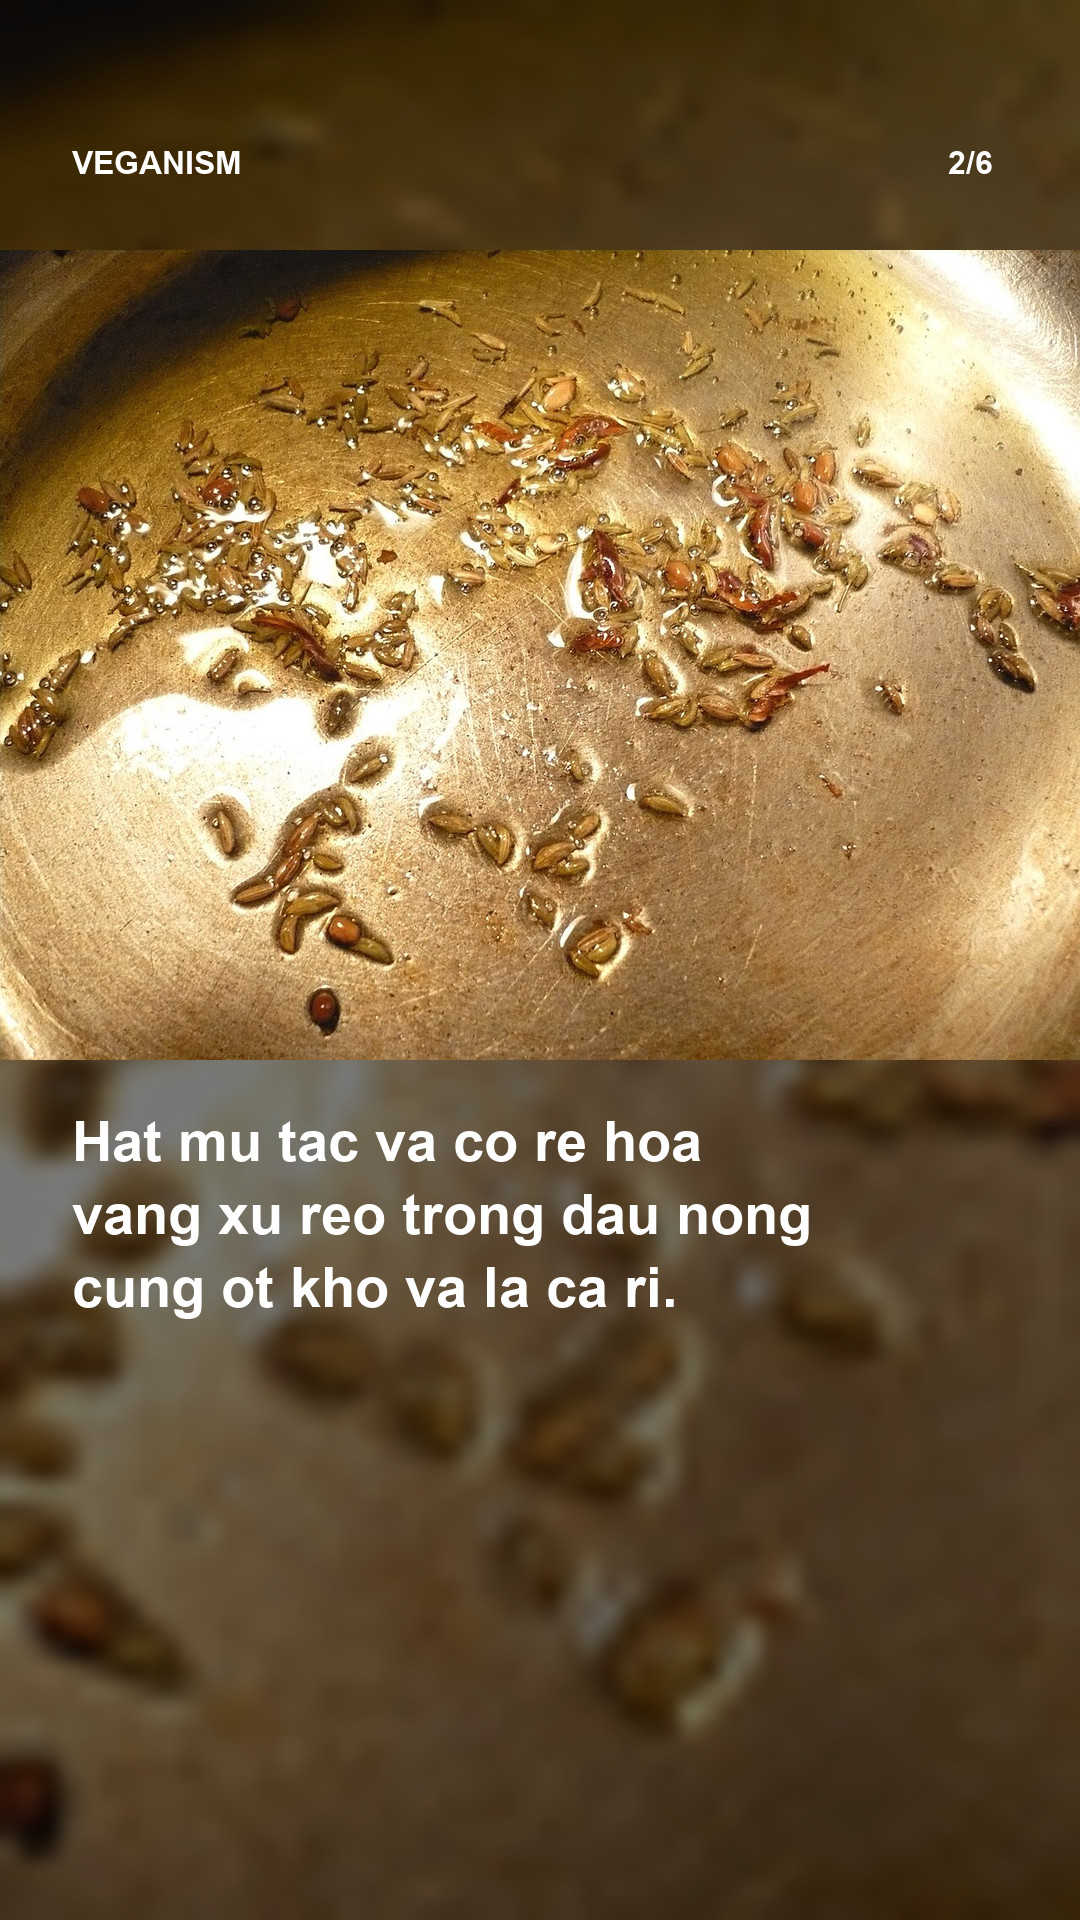 VEGANISM
2/6
Hat mu tac va co re hoa
vang xu reo trong dau nong
cung ot kho va la ca ri.